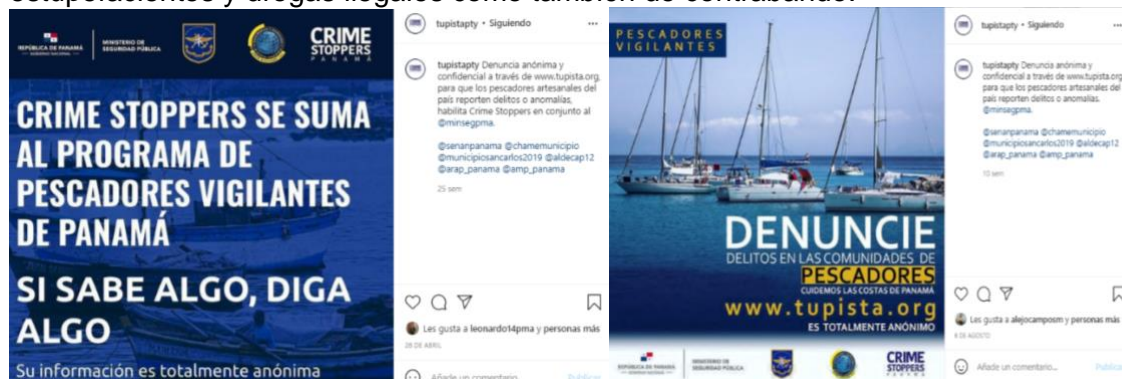 estupefacientes y drogas ilegales como también de contrabando.
REPÚBLICA DE PANAMÁ
GOBIERNO NACIONAL
MINISTERIO DE
SEGURIDAD PÚBLICA
CRIME
STOPPERS
PANAMÁ
CRIME STOPPERS SE SUMA
AL PROGRAMA DE
PESCADORES VIGILANTES
DE PANAMÁ
SI SABE ALGO, DIGA
ALGO
Su información es totalmente anónima
tupistapty • Siguiendo
tupistapty Denuncia anónima y
confidencial a través de www.tupista.org,
para que los pescadores artesanales del
país reporten delitos o anomalías,
habilita Crime Stoppers en conjunto al
@minsegpma.
@senanpanama @chamemunicipio
@municipiosancarlos2019 @aldecap12
@arap_panama @amp_panama
25 sem
Les gusta a leonardo14pma y personas más
28 DE ABRIL
Añade un comentario...
Publicar
PESCADORES
VIGILANTES
DENUNCIE
DELITOS EN LAS COMUNIDADES DE
PESCADORES
CUIDEMOS LAS COSTAS DE PANAMÁ
www.tupista.org
ES TOTALMENTE ANÓNIMO
REPÚBLICA DE PANAMÁ
GOBIERNO NACIONAL
MINISTERIO DE
SEGURIDAD PÚBLICA
CRIME
STOPPERS
PANAMÁ
tupistapty • Siguiendo
tupistapty Denuncia anónima y
confidencial a través de www.tupista.org
para que los pescadores artesanales del
país reporten delitos o anomalías.
@minsegpma.
@senanpanama @chamemunicipio
@municipiosancarlos2019 @aldecap12
@arap_panama @amp_panama
10 sem
Les gusta a alejocamposm y personas más
8 DE AGOSTO
Añade un comentario...
Publicar